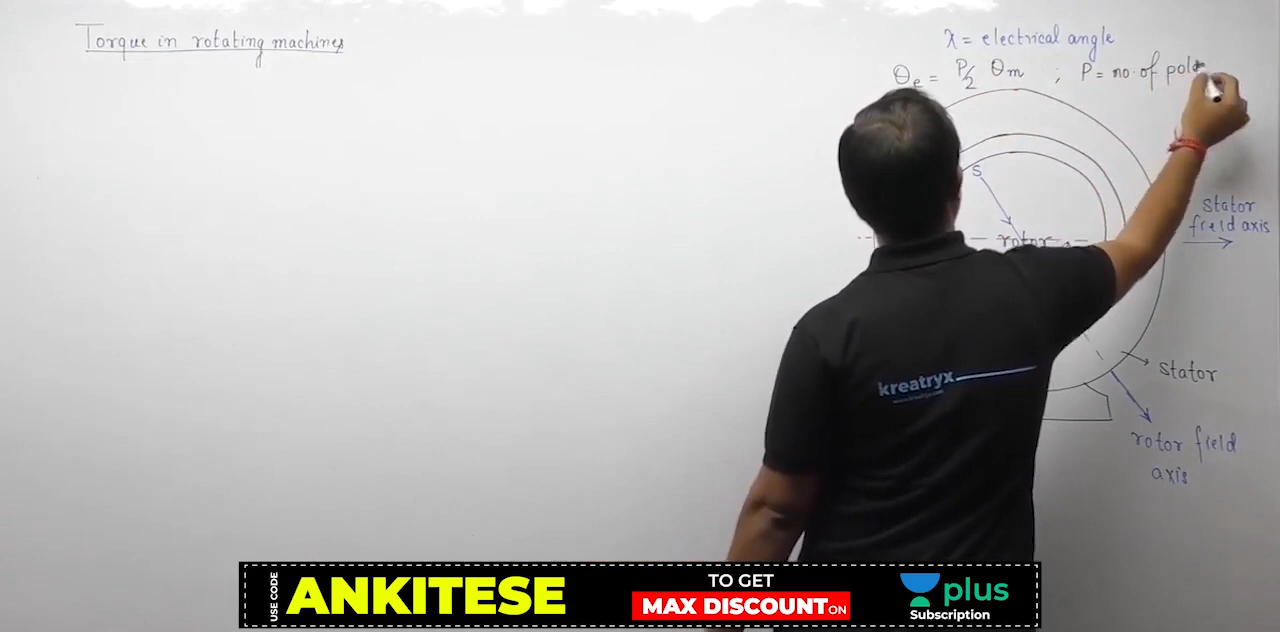 Torque in rotating machines
λ = electrical angle
θe = P/2 θm ; P = no. of pole
S
rotor
stator
field axis
stator
rotor field
axis
kreatryx
USE CODE
ANKITESE
TO GET
MAX DISCOUNT ON
plus
Subscription